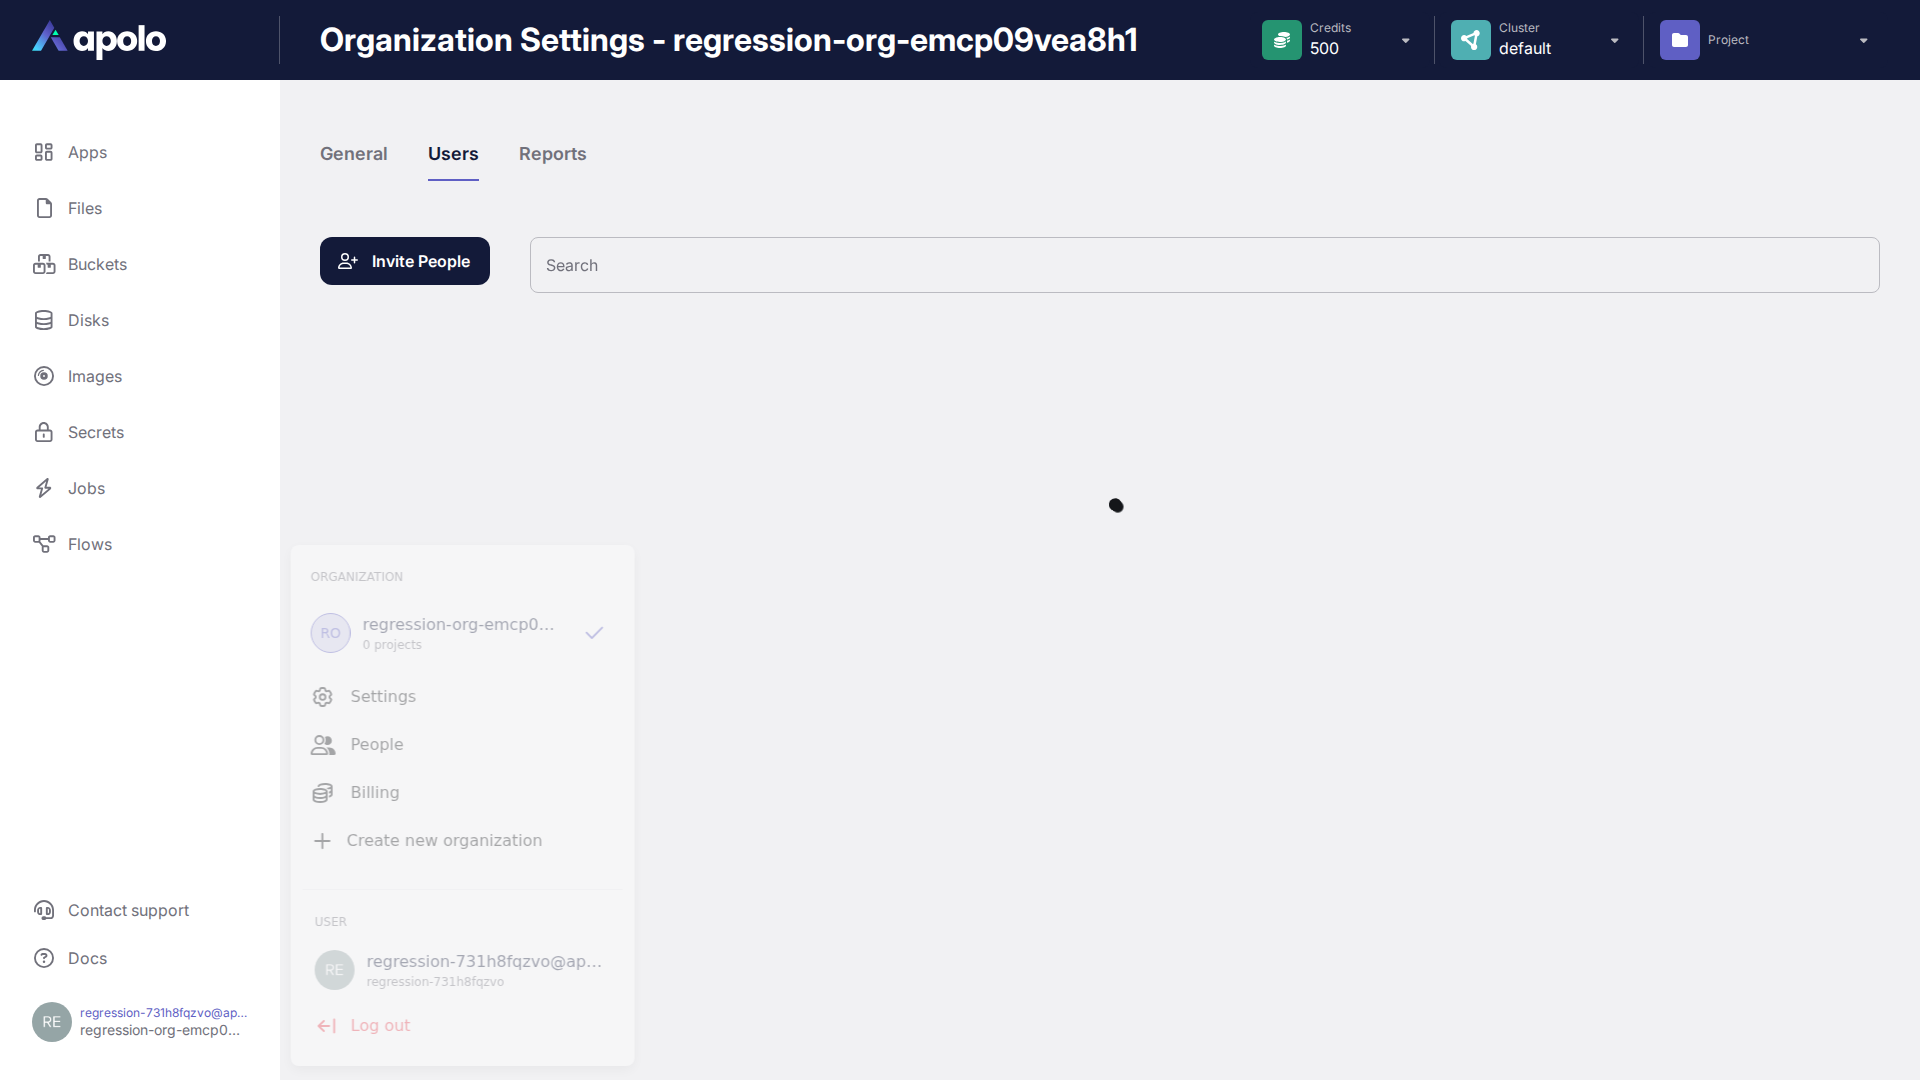 apolo
Organization Settings - regression-org-emcp09vea8h1
Credits
500
Cluster
default
Project
Apps
Files
Buckets
Disks
Images
Secrets
Jobs
Flows
Contact support
Docs
RE
regression-731h8fqzvo@ap...
regression-org-emcp0...
General
Users
Reports
Invite People
Search
ORGANIZATION
RO
regression-org-emcp0...
0 projects
Settings
People
Billing
Create new organization
USER
RE
regression-731h8fqzvo@ap...
regression-731h8fqzvo
Log out